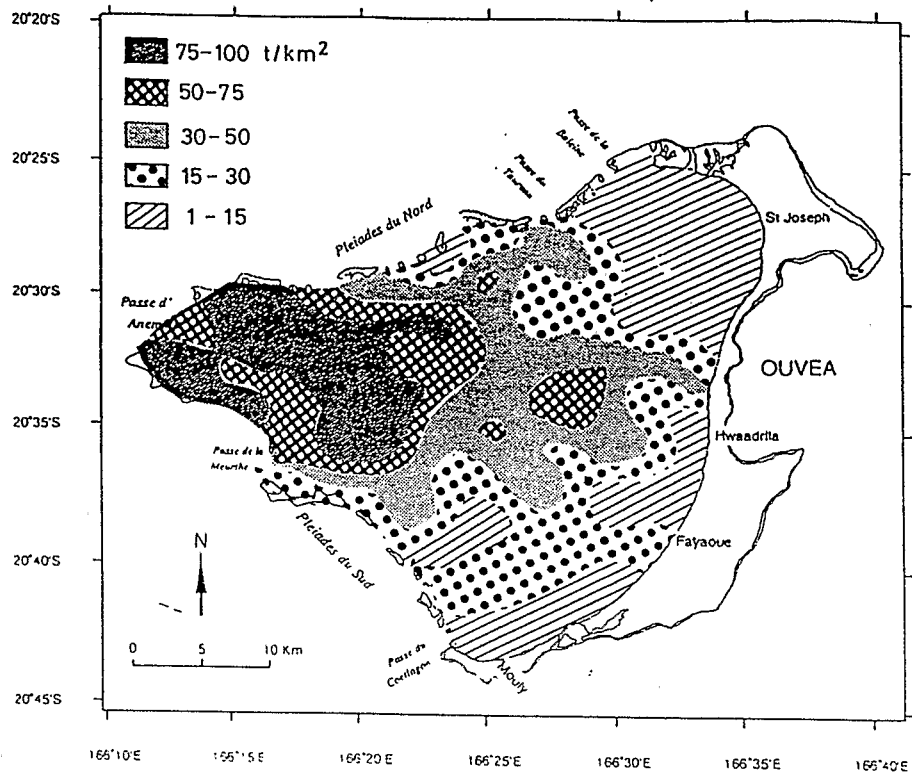 20°20'S
75-100 t/km²
50-75
30-50
15-30
1-15
20°25'S
Passe de la
Baleine
Passe du
Taureau
St Joseph
Pleiades du Nord
20°30'S
Passe d'
Anemata
OUVEA
20°35'S
Hwaadrila
Passe de la
Meurthe
Pleiades du Sud
N
20°40'S
Fayaoue
0 5 10 Km
Passe du
Coetlogon
Mouly
20°45'S
166°10'E 166°15'E 166°20'E 166°25'E 166°30'E 166°35'E 166°40'E